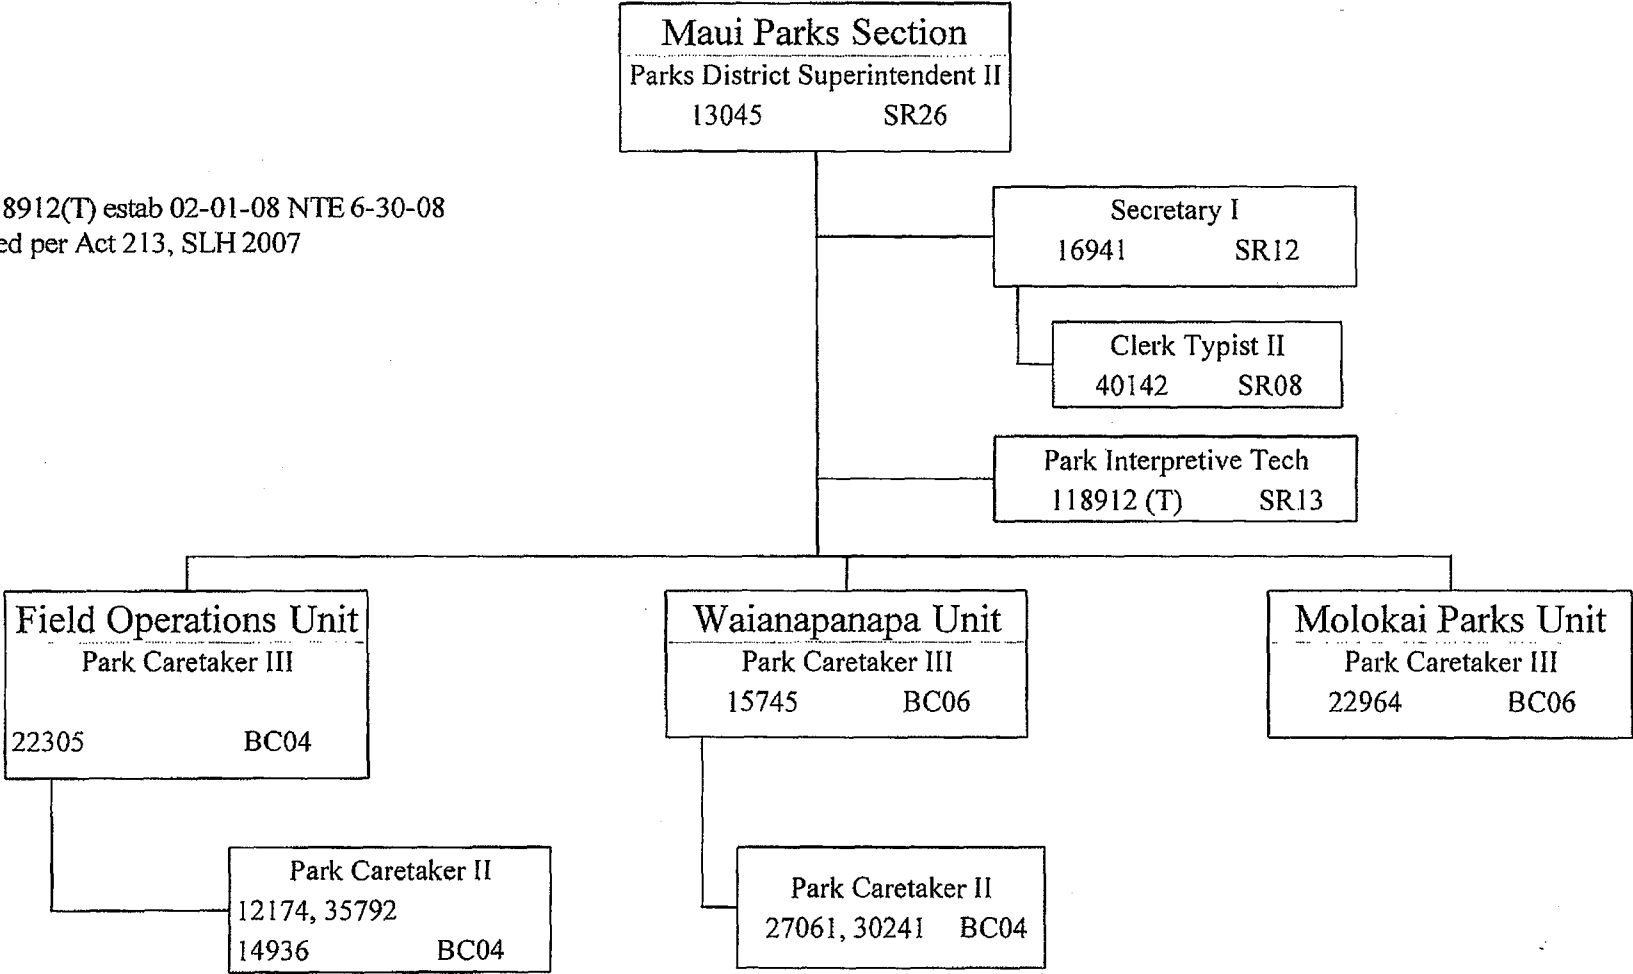 Maui Parks Section
Parks District Superintendent II
13045 SR26
8912(T) estab 02-01-08 NTE 6-30-08
ed per Act 213, SLH 2007
Secretary I
16941 SR12
Clerk Typist II
40142 SR08
Park Interpretive Tech
118912 (T) SR13
Field Operations Unit
Park Caretaker III
22305 BC04
Waianapanapa Unit
Park Caretaker III
15745 BC06
Molokai Parks Unit
Park Caretaker III
22964 BC06
Park Caretaker II
12174, 35792
14936 BC04
Park Caretaker II
27061, 30241 BC04